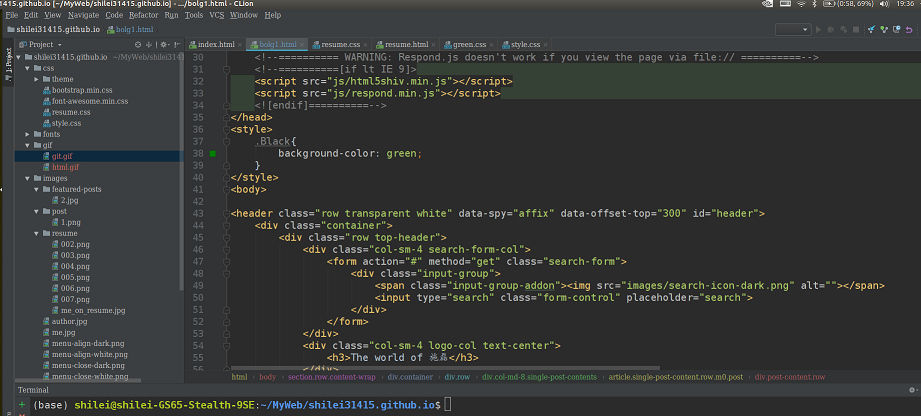 1415.github.io [~/MyWeb/shilei31415.github.io] - .../bolg1.html - CLion
(0:58, 69%)
19:36
File Edit View Navigate Code Refactor Run Tools VCS Window Help
shilei31415.github.io
bolg1.html
1: Project
Project
index.html
bolg1.html
resume.css
resume.html
green.css
style.css
shilei31415.github.io ~/MyWeb/shilei31
css
theme
bootstrap.min.css
font-awesome.min.css
resume.css
style.css
fonts
gif
git.gif
html.gif
images
featured-posts
2.jpg
post
1.png
resume
002.png
003.png
004.png
005.png
006.png
007.png
me_on_resume.jpg
author.jpg
me.jpg
menu-align-dark.png
menu-align-white.png
menu-close-dark.png
menu-close-white.png
30 <!--========== WARNING: Respond.js doesn't work if you view the page via file:// ==========-->
31 <!--==========[if lt IE 9]>
32 <script src="js/html5shiv.min.js"></script>
33 <script src="js/respond.min.js"></script>
34 <![endif]==========-->
35 </head>
36 <style>
37 .Black{
38 background-color: green;
39 }
40 </style>
41 <body>
42
43 <header class="row transparent white" data-spy="affix" data-offset-top="300" id="header">
44 <div class="container">
45 <div class="row top-header">
46 <div class="col-sm-4 search-form-col">
47 <form action="#" method="get" class="search-form">
48 <div class="input-group">
49 <span class="input-group-addon"><img src="images/search-icon-dark.png" alt=""></span>
50 <input type="search" class="form-control" placeholder="search">
51 </div>
52 </form>
53 </div>
54 <div class="col-sm-4 logo-col text-center">
55 <h3>The world of 施磊</h3>
56 </div>
html body section.row.content-wrap div.container div.row div.col-md-8.single-post-contents article.single-post-content.row.m0.post div.post-content.row
Terminal
(base) shilei@shilei-GS65-Stealth-9SE:~/MyWeb/shilei31415.github.io$